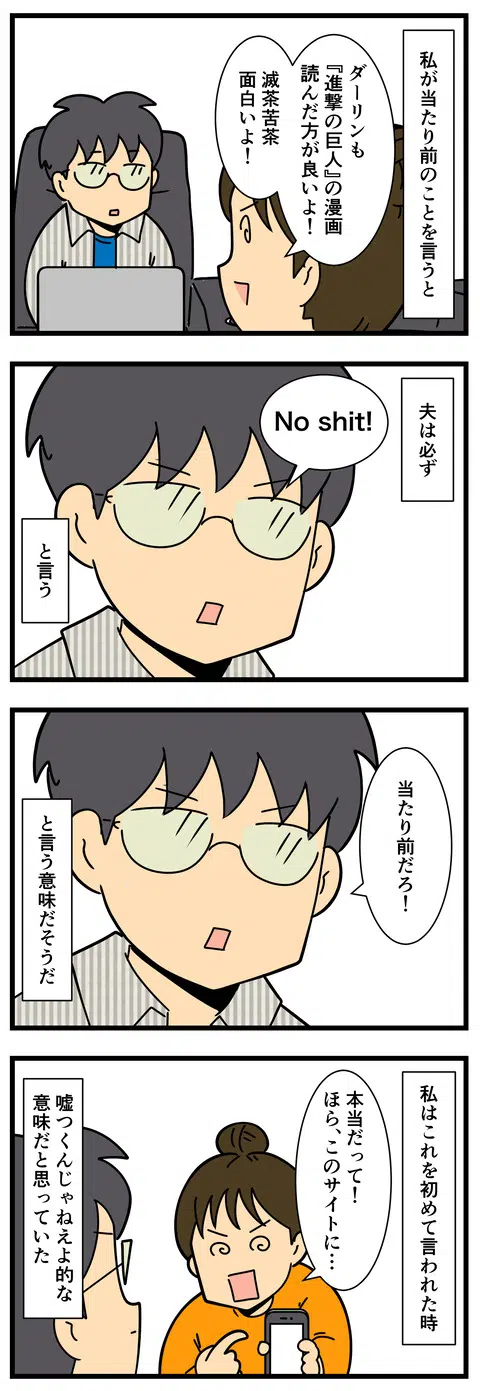 私が当たり前のことを言うと
ダーリンも
『進撃の巨人』の漫画
読んだ方が良いよ！
滅茶苦茶
面白いよ！
夫は必ず
No shit!
と言う
当たり前だろ！
と言う意味だそうだ
私はこれを初めて言われた時
本当だって！
ほら、このサイトに…
嘘つくんじゃねえよ的な
意味だと思っていた